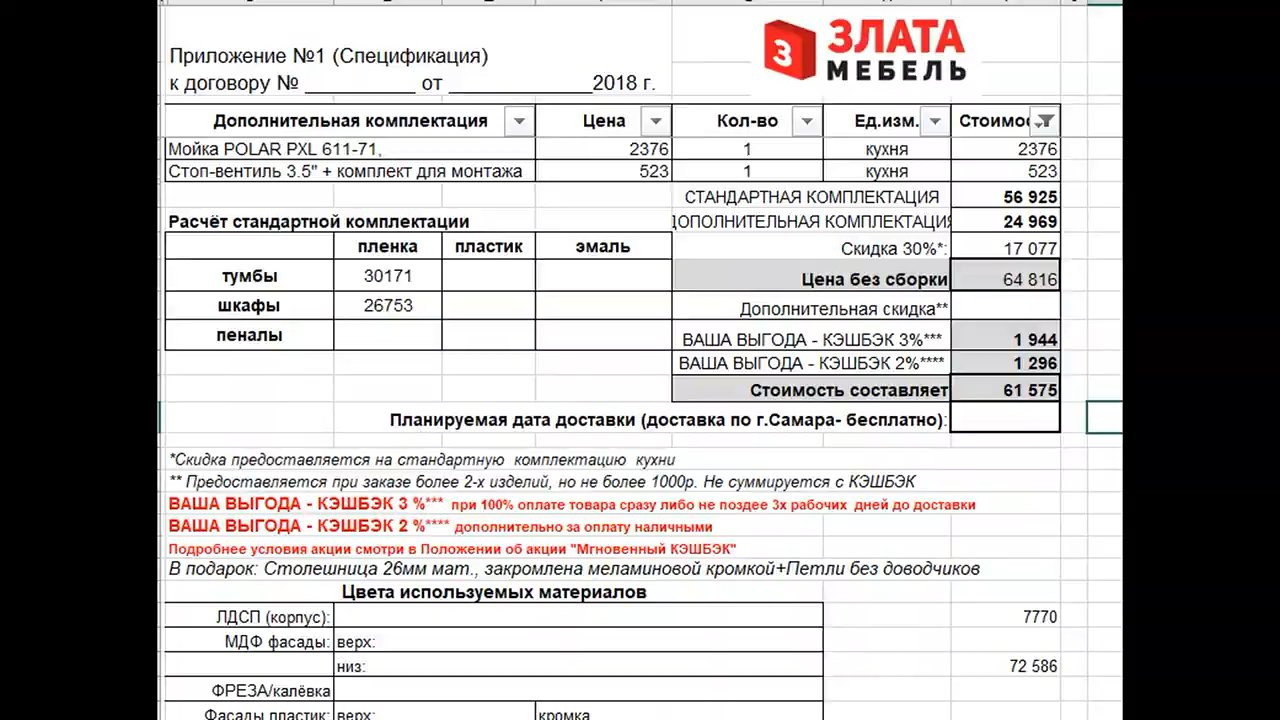 ЗЛАТА
МЕБЕЛЬ
Приложение №1 (Спецификация)
к договору № __________ от _____________2018 г.
Дополнительная комплектация Цена Кол-во Ед.изм. Стоимо
Мойка POLAR PXL 611-71, 2376 1 кухня 2376
Стоп-вентиль 3.5" + комплект для монтажа 523 1 кухня 523
СТАНДАРТНАЯ КОМПЛЕКТАЦИЯ 56 925
Расчёт стандартной комплектации ДОПОЛНИТЕЛЬНАЯ КОМПЛЕКТАЦИЯ 24 969
пленка пластик эмаль Скидка 30%*: 17 077
тумбы 30171 Цена без сборки 64 816
шкафы 26753 Дополнительная скидка**
пеналы ВАША ВЫГОДА - КЭШБЭК 3%*** 1 944
ВАША ВЫГОДА - КЭШБЭК 2%**** 1 296
Стоимость составляет 61 575
Планируемая дата доставки (доставка по г.Самара- бесплатно):
*Скидка предоставляется на стандартную комплектацию кухни
** Предоставляется при заказе более 2-х изделий, но не более 1000р. Не суммируется с КЭШБЭК
ВАША ВЫГОДА - КЭШБЭК 3 %*** при 100% оплате товара сразу либо не поздее 3х рабочих дней до доставки
ВАША ВЫГОДА - КЭШБЭК 2 %**** дополнительно за оплату наличными
Подробнее условия акции смотри в Положении об акции "Мгновенный КЭШБЭК"
В подарок: Столешница 26мм мат., закромлена меламиновой кромкой+Петли без доводчиков
Цвета используемых материалов
ЛДСП (корпус): 7770
МДФ фасады: верх:
низ: 72 586
ФРЕЗА/калёвка
Фасады пластик: верх: кромка